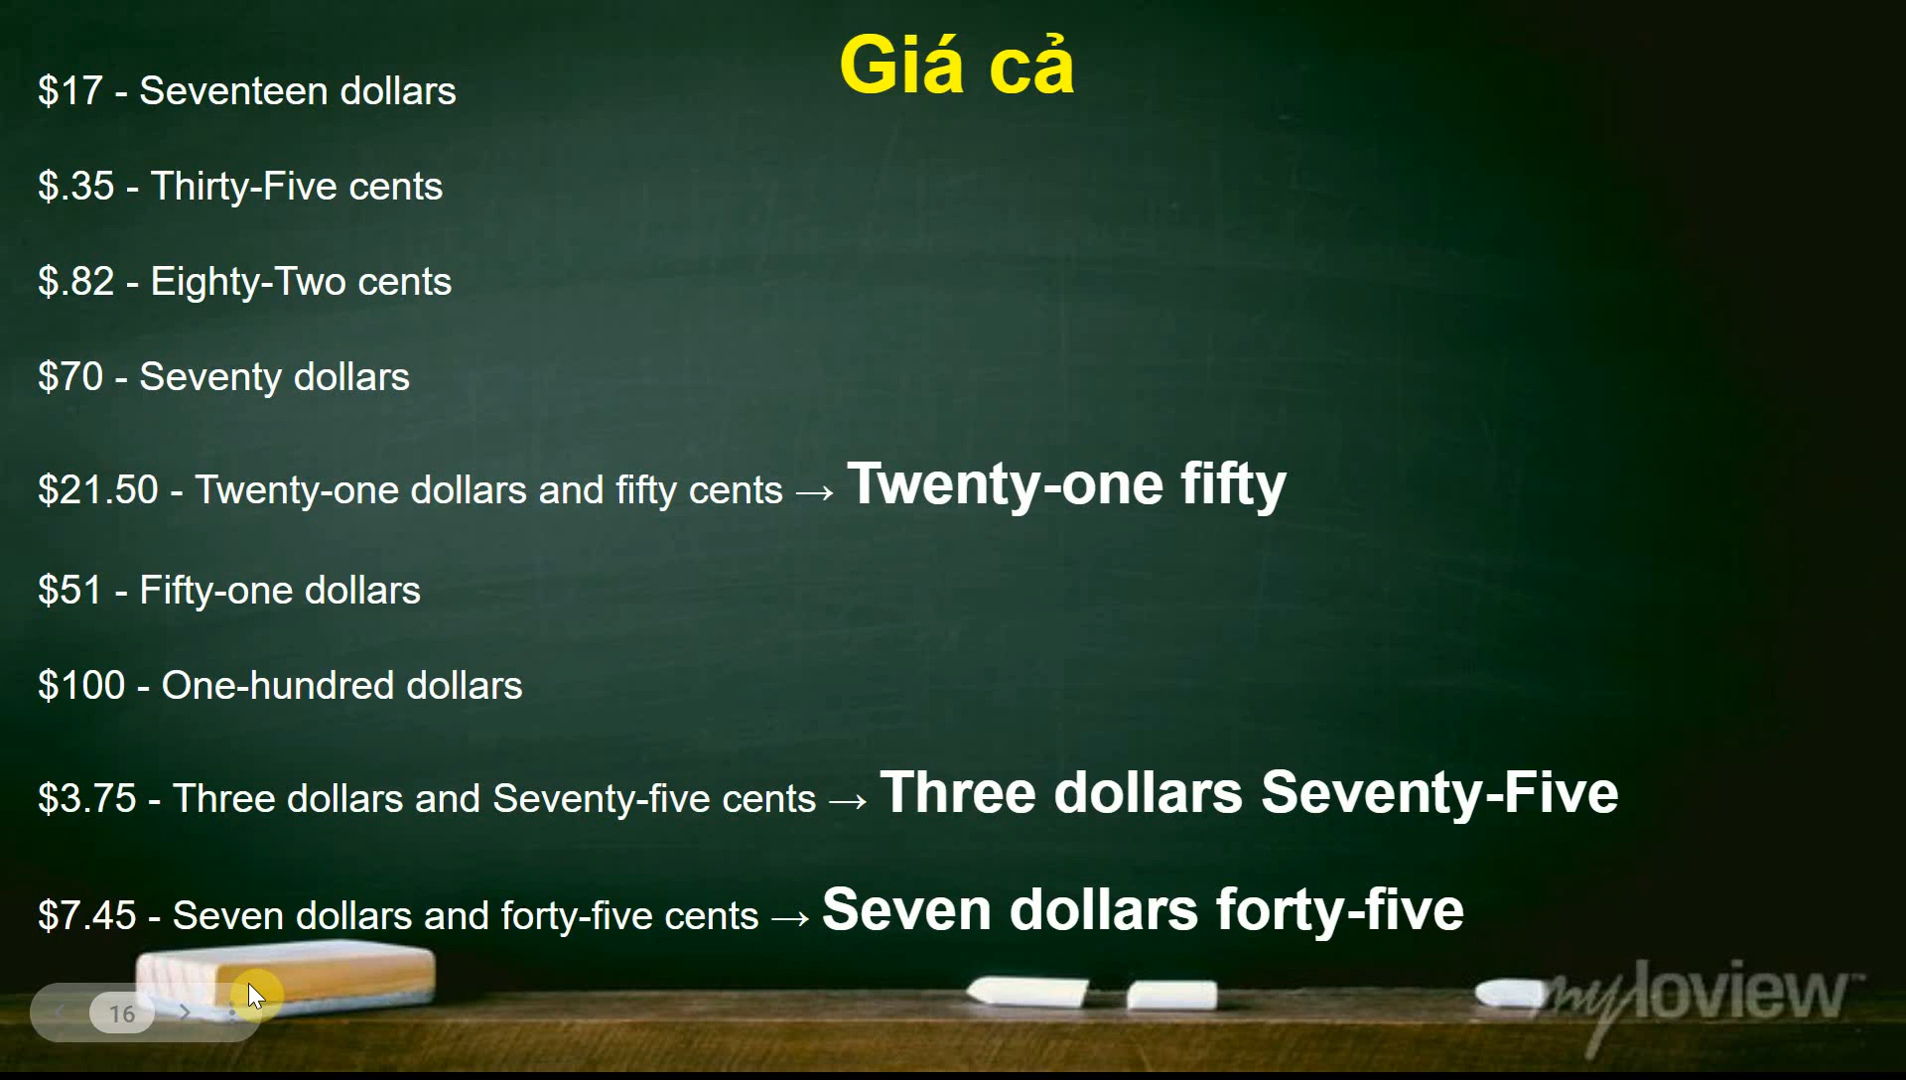 Giá cả
$17 - Seventeen dollars
$.35 - Thirty-Five cents
$.82 - Eighty-Two cents
$70 - Seventy dollars
$21.50 - Twenty-one dollars and fifty cents → Twenty-one fifty
$51 - Fifty-one dollars
$100 - One-hundred dollars
$3.75 - Three dollars and Seventy-five cents → Three dollars Seventy-Five
$7.45 - Seven dollars and forty-five cents → Seven dollars forty-five
16
myloview™